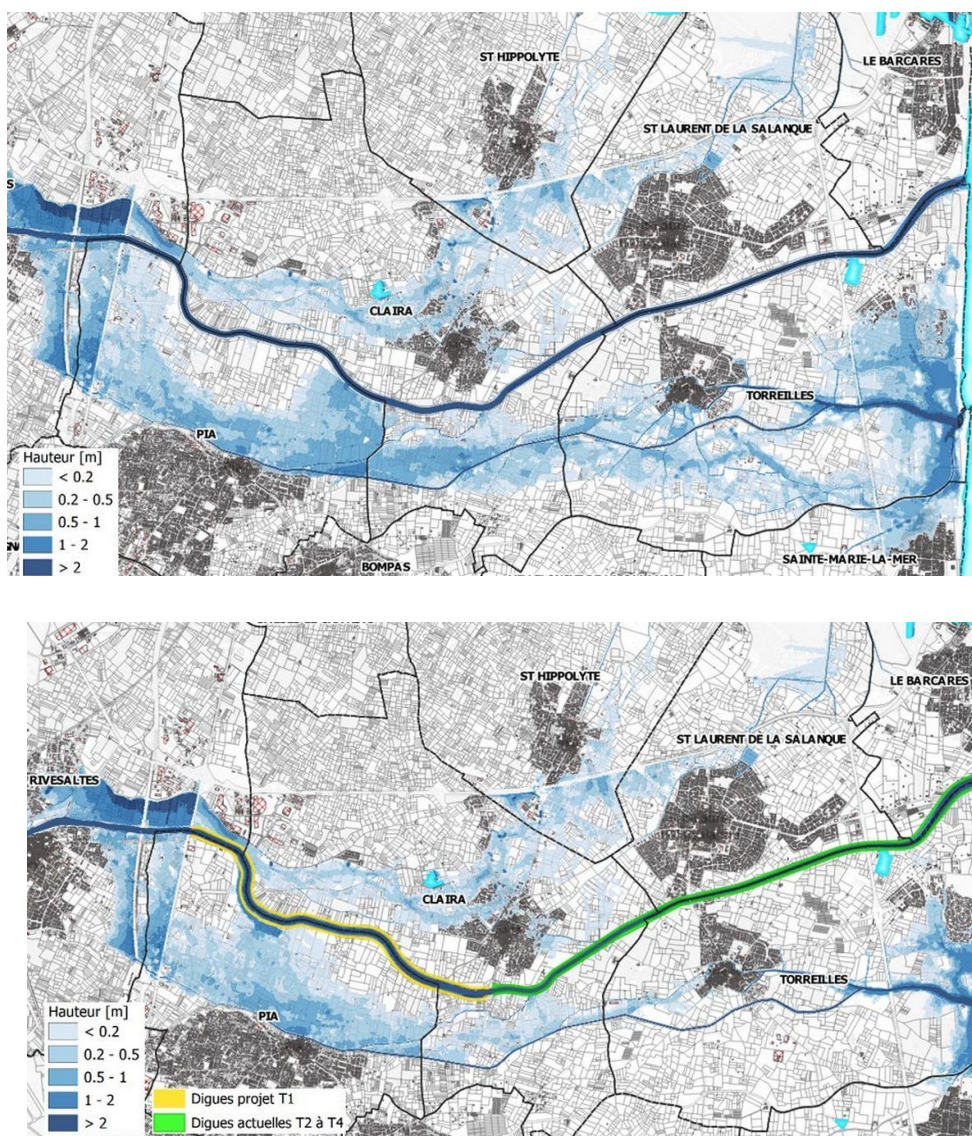 ST HIPPOLYTE
LE BARCARES
ST LAURENT DE LA SALANQUE
S
CLAIRA
TORREILLES
PIA
Hauteur [m]
< 0.2
0.2 - 0.5
0.5 - 1
1 - 2
> 2
BOMPAS
SAINTE-MARIE-LA-MER
ST HIPPOLYTE
LE BARCARES
ST LAURENT DE LA SALANQUE
RIVESALTES
CLAIRA
TORREILLES
PIA
Hauteur [m]
< 0.2
0.2 - 0.5
0.5 - 1
1 - 2
> 2
Digues projet T1
Digues actuelles T2 à T4